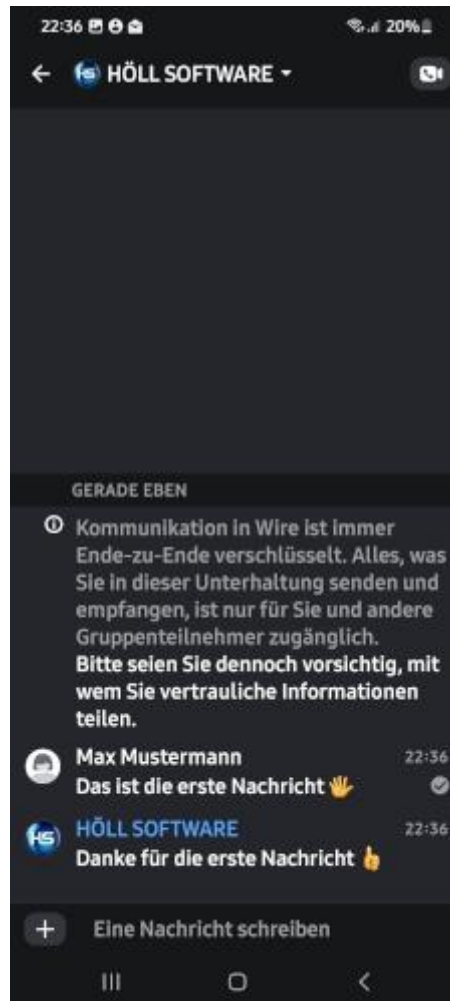 22:36 20%
HÖLL SOFTWARE
GERADE EBEN
Kommunikation in Wire ist immer
Ende-zu-Ende verschlüsselt. Alles, was
Sie in dieser Unterhaltung senden und
empfangen, ist nur für Sie und andere
Gruppenteilnehmer zugänglich.
Bitte seien Sie dennoch vorsichtig, mit
wem Sie vertrauliche Informationen
teilen.
Max Mustermann 22:36
Das ist die erste Nachricht 🖐
HS HÖLL SOFTWARE 22:36
Danke für die erste Nachricht 👍
Eine Nachricht schreiben